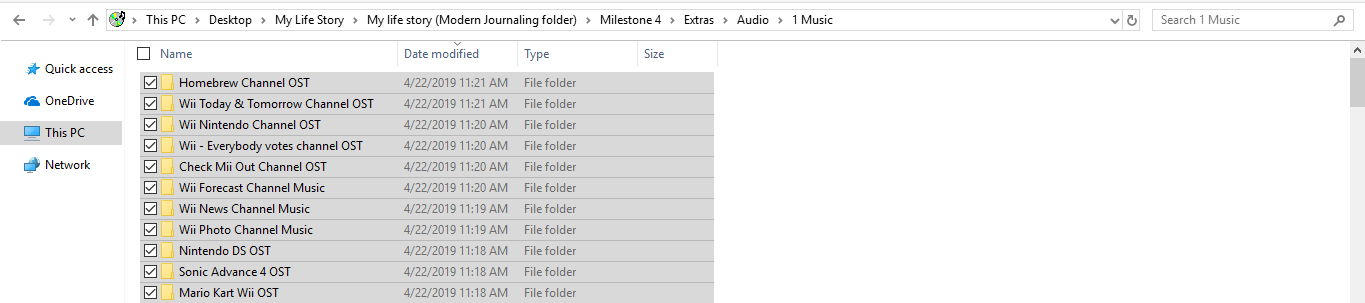 This PC > Desktop > My Life Story > My life story (Modern Journaling folder) > Milestone 4 > Extras > Audio > 1 Music Search 1 Music
Name Date modified Type Size
Quick access
OneDrive
This PC
Network
Homebrew Channel OST 4/22/2019 11:21 AM File folder
Wii Today & Tomorrow Channel OST 4/22/2019 11:21 AM File folder
Wii Nintendo Channel OST 4/22/2019 11:20 AM File folder
Wii - Everybody votes channel OST 4/22/2019 11:20 AM File folder
Check Mii Out Channel OST 4/22/2019 11:20 AM File folder
Wii Forecast Channel Music 4/22/2019 11:20 AM File folder
Wii News Channel Music 4/22/2019 11:19 AM File folder
Wii Photo Channel Music 4/22/2019 11:19 AM File folder
Nintendo DS OST 4/22/2019 11:18 AM File folder
Sonic Advance 4 OST 4/22/2019 11:18 AM File folder
Mario Kart Wii OST 4/22/2019 11:18 AM File folder